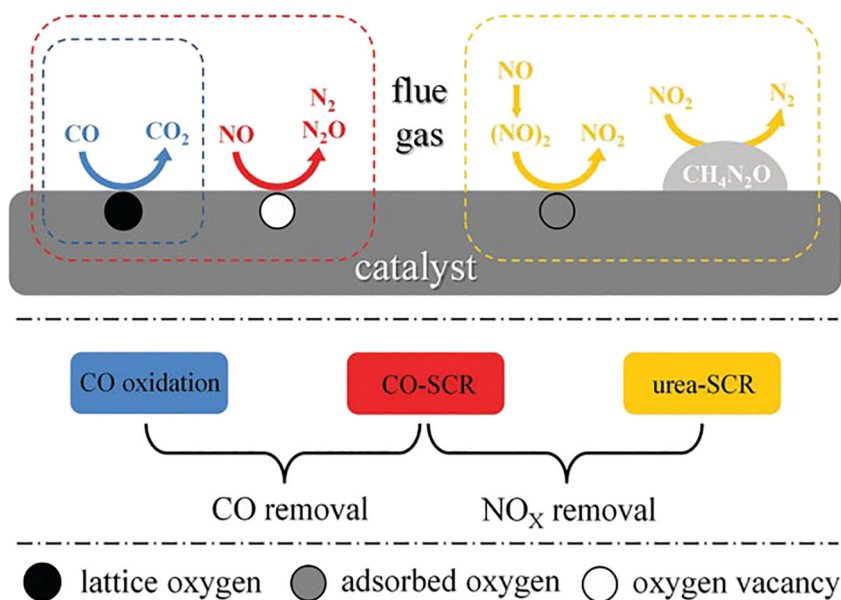 CO CO₂
NO N₂
N₂O
flue
gas
NO
(NO)₂ NO₂
NO₂ N₂
CH₄N₂O
catalyst
CO oxidation CO-SCR urea-SCR
CO removal NOₓ removal
lattice oxygen adsorbed oxygen oxygen vacancy